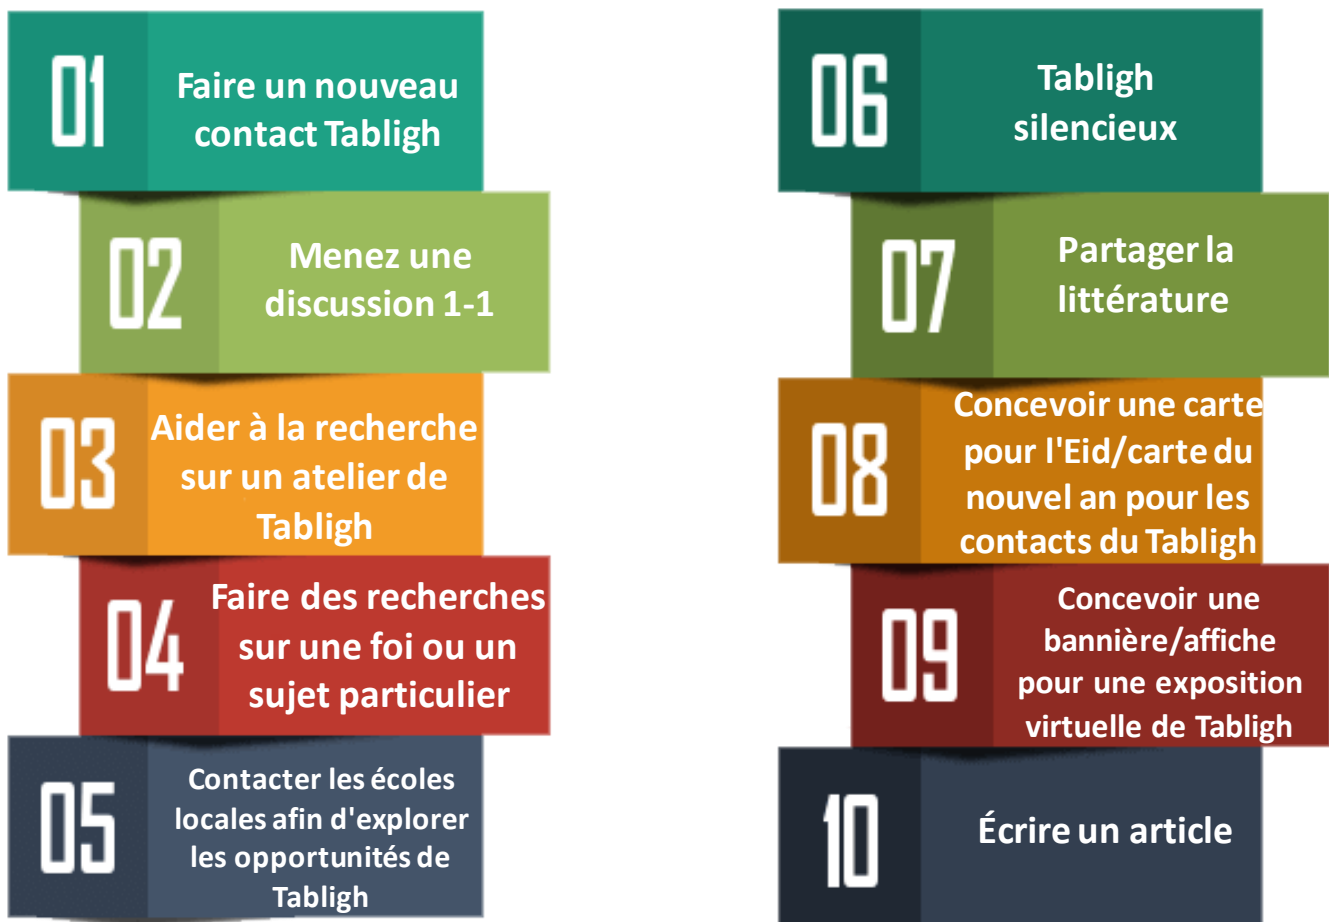 01
Faire un nouveau
contact Tabligh
02
Menez une
discussion 1-1
03
Aider à la recherche
sur un atelier de
Tabligh
04
Faire des recherches
sur une foi ou un
sujet particulier
05
Contacter les écoles
locales afin d'explorer
les opportunités de
Tabligh
06
Tabligh
silencieux
07
Partager la
littérature
08
Concevoir une carte
pour l'Eid/carte du
nouvel an pour les
contacts du Tabligh
09
Concevoir une
bannière/affiche
pour une exposition
virtuelle de Tabligh
10
Écrire un article